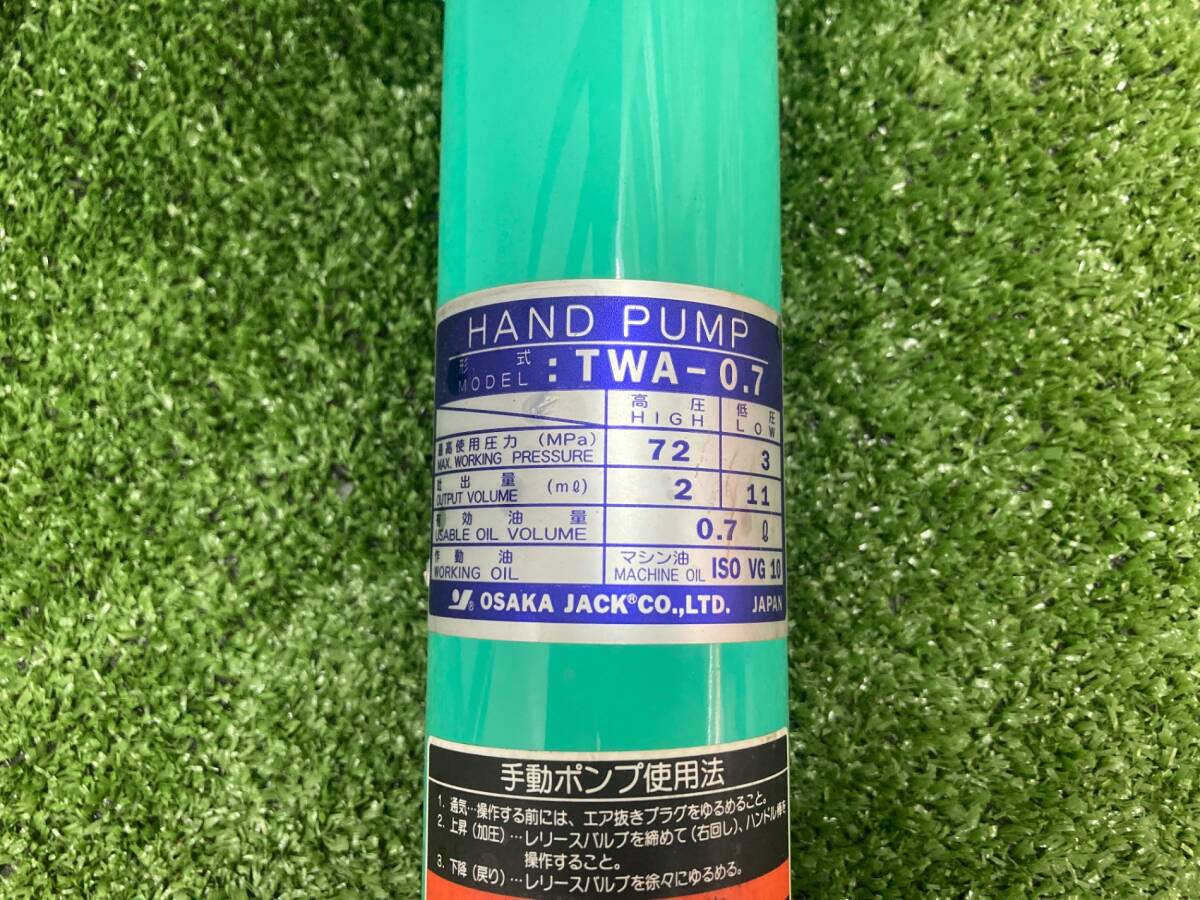 HAND PUMP
形式
MODEL : TWA-0.7
高圧 低圧
HIGH LOW
最高使用圧力 (MPa)
MAX. WORKING PRESSURE 72 3
吐出量 (mℓ)
OUTPUT VOLUME 2 11
有効油量
USABLE OIL VOLUME 0.7 ℓ
作動油 マシン油
WORKING OIL MACHINE OIL ISO VG 10
OSAKA JACK®CO.,LTD. JAPAN
手動ポンプ使用法
1. 通気…操作する前には、エア抜きプラグをゆるめること。
2. 上昇(加圧)…レリースバルブを締めて(右回し)、ハンドル棒を
操作すること。
3. 下降(戻り)…レリースバルブを徐々にゆるめる。